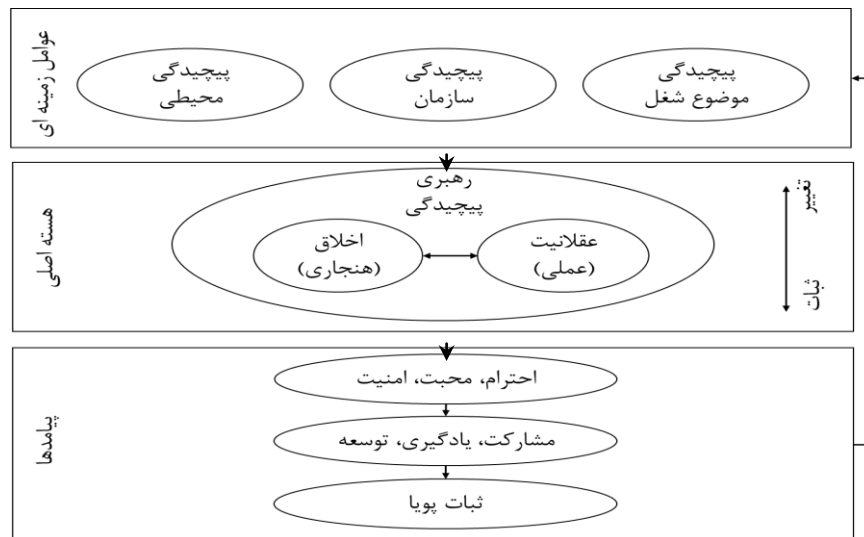 عوامل زمینه ای
پیچیدگی
موضوع شغل
پیچیدگی
سازمان
پیچیدگی
محیطی
هسته اصلی
رهبری
پیچیدگی
عقلانیت
(عملی)
اخلاق
(هنجاری)
تغییر
ثبات
پیامدها
احترام، محبت، امنیت
مشارکت، یادگیری، توسعه
ثبات پویا